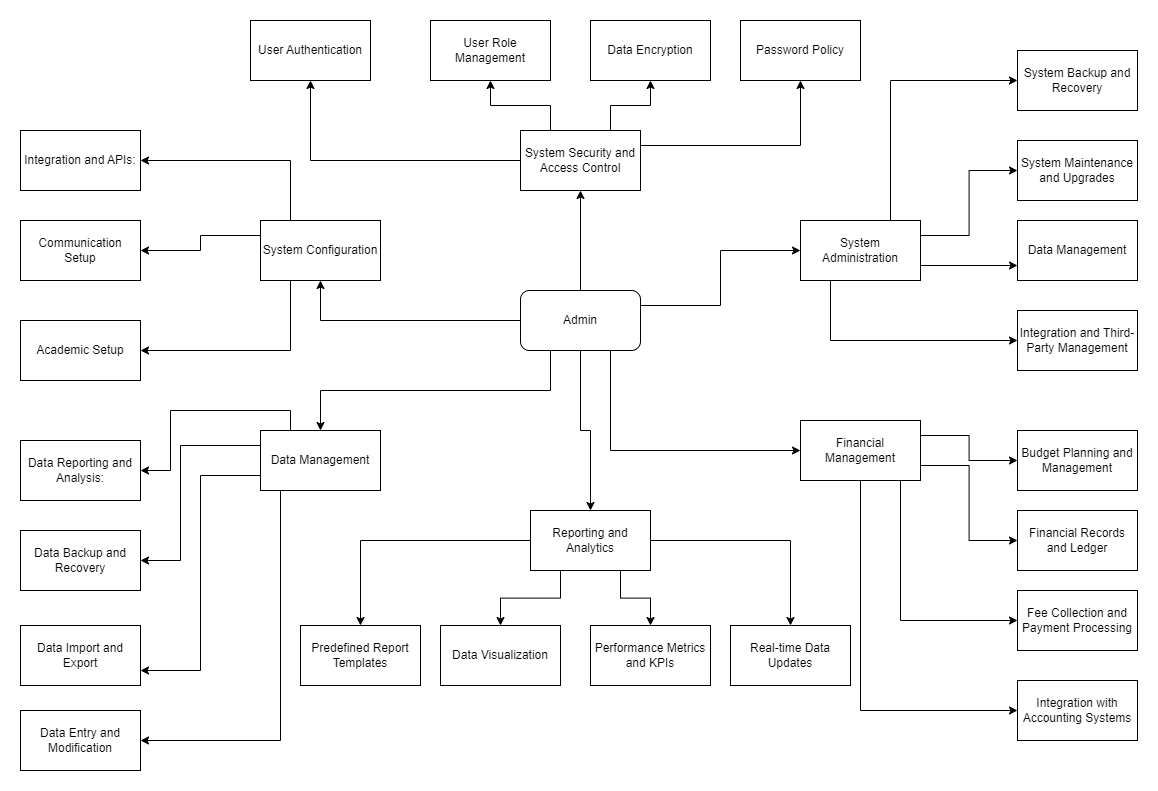 User Authentication
User Role
Management
Data Encryption
Password Policy
System Backup and
Recovery
Integration and APIs:
System Security and
Access Control
System Maintenance
and Upgrades
Communication
Setup
System Configuration
System
Administration
Data Management
Admin
Academic Setup
Integration and Third-
Party Management
Data Reporting and
Analysis:
Data Management
Financial
Management
Budget Planning and
Management
Data Backup and
Recovery
Reporting and
Analytics
Financial Records
and Ledger
Fee Collection and
Payment Processing
Data Import and
Export
Predefined Report
Templates
Data Visualization
Performance Metrics
and KPIs
Real-time Data
Updates
Integration with
Accounting Systems
Data Entry and
Modification